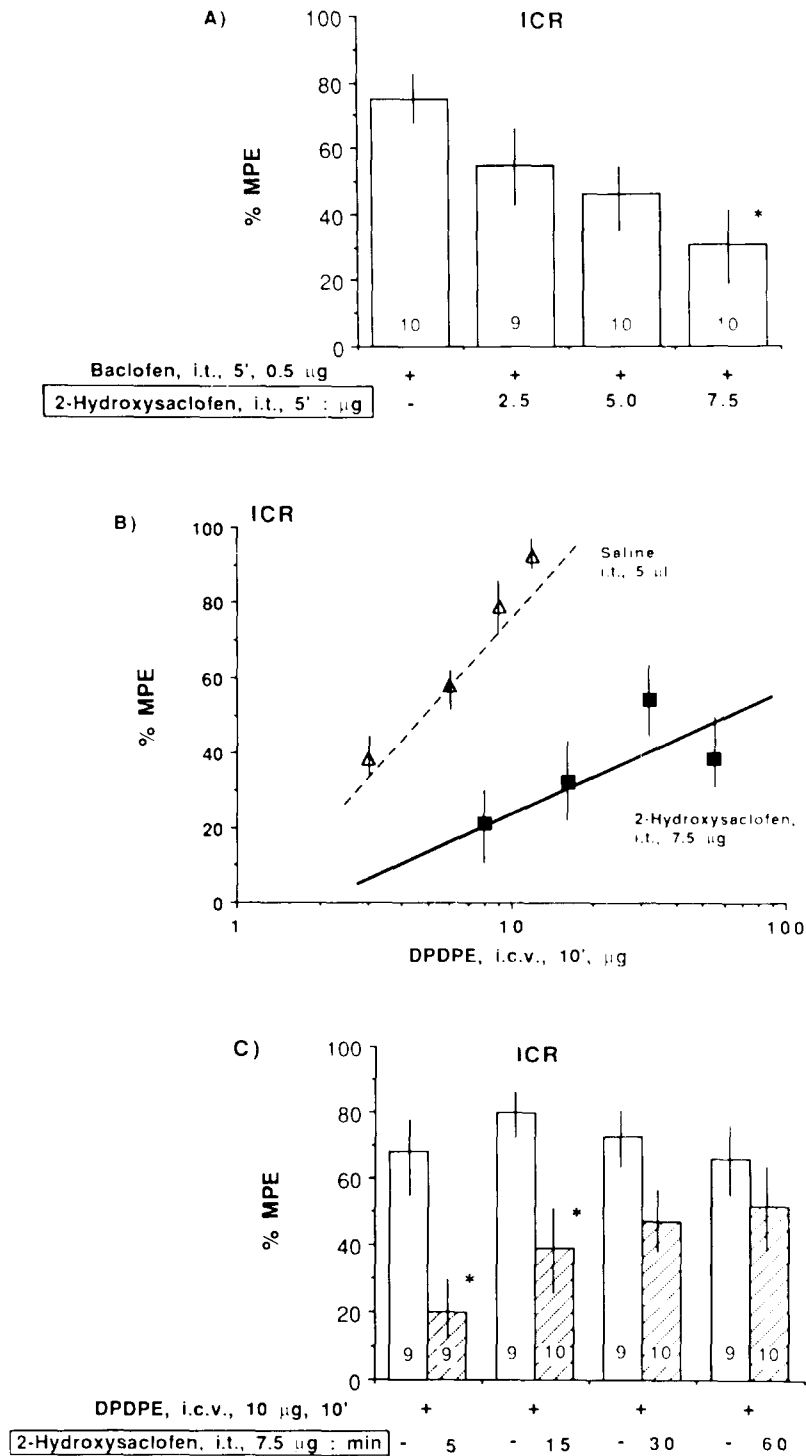 A) ICR
% MPE
100
80
60
40
20
0
10 9 10 10
*
Baclofen, i.t., 5', 0.5 µg + + + +
2-Hydroxysaclofen, i.t., 5' : µg - 2.5 5.0 7.5
B) ICR
% MPE
100
80
60
40
20
0
Saline
i.t., 5 µl
2-Hydroxysaclofen,
i.t., 7.5 µg
1 10 100
DPDPE, i.c.v., 10', µg
C) ICR
% MPE
100
80
60
40
20
0
* *
9 9 9 10 9 10 9 10
DPDPE, i.c.v., 10 µg, 10' + + + +
2-Hydroxysaclofen, i.t., 7.5 µg : min - 5 - 15 - 30 - 60